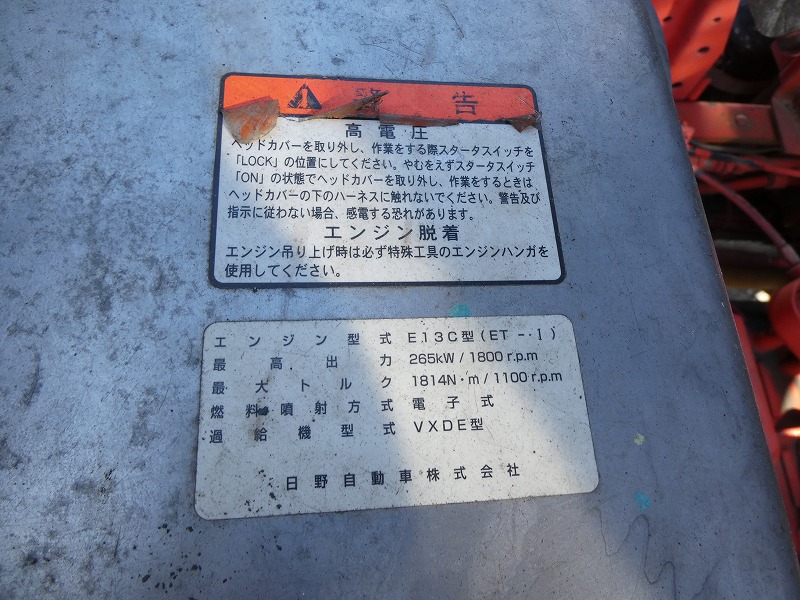 警告
高電圧
ヘッドカバーを取り外し、作業をする際スタータスイッチを
「LOCK」の位置にしてください。やむをえずスタータスイッチ
「ON」の状態でヘッドカバーを取り外し、作業をするときは
ヘッドカバーの下のハーネスに触れないでください。警告及び
指示に従わない場合、感電する恐れがあります。
エンジン脱着
エンジン吊り上げ時は必ず特殊工具のエンジンハンガを
使用してください。
エンジン型式 E13C型(ET-Ⅰ)
最高出力 265kW/1800r.p.m
最大トルク 1814N・m/1100r.p.m
燃料噴射方式 電子式
過給機型式 VXDE型
日野自動車株式会社